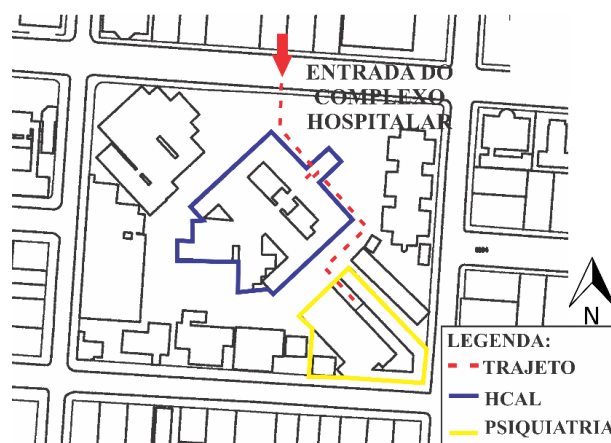 ENTRADA DO
COMPLEXO
HOSPITALAR
N
LEGENDA:
TRAJETO
HCAL
PSIQUIATRIA